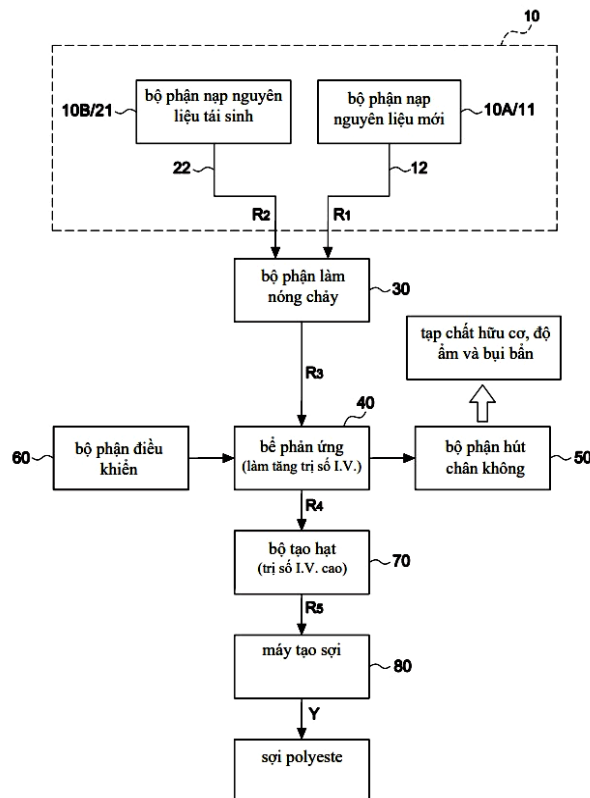 10
bộ phận nạp nguyên
liệu tái sinh
10B/21
bộ phận nạp
nguyên liệu mới
10A/11
22
12
R2
R1
bộ phận làm
nóng chảy
30
tạp chất hữu cơ, độ
ẩm và bụi bẩn
R3
40
bộ phận điều
khiển
60
bể phản ứng
(làm tăng trị số I.V.)
bộ phận hút
chân không
50
R4
bộ tạo hạt
(trị số I.V. cao)
70
R5
máy tạo sợi
80
Y
sợi polyeste